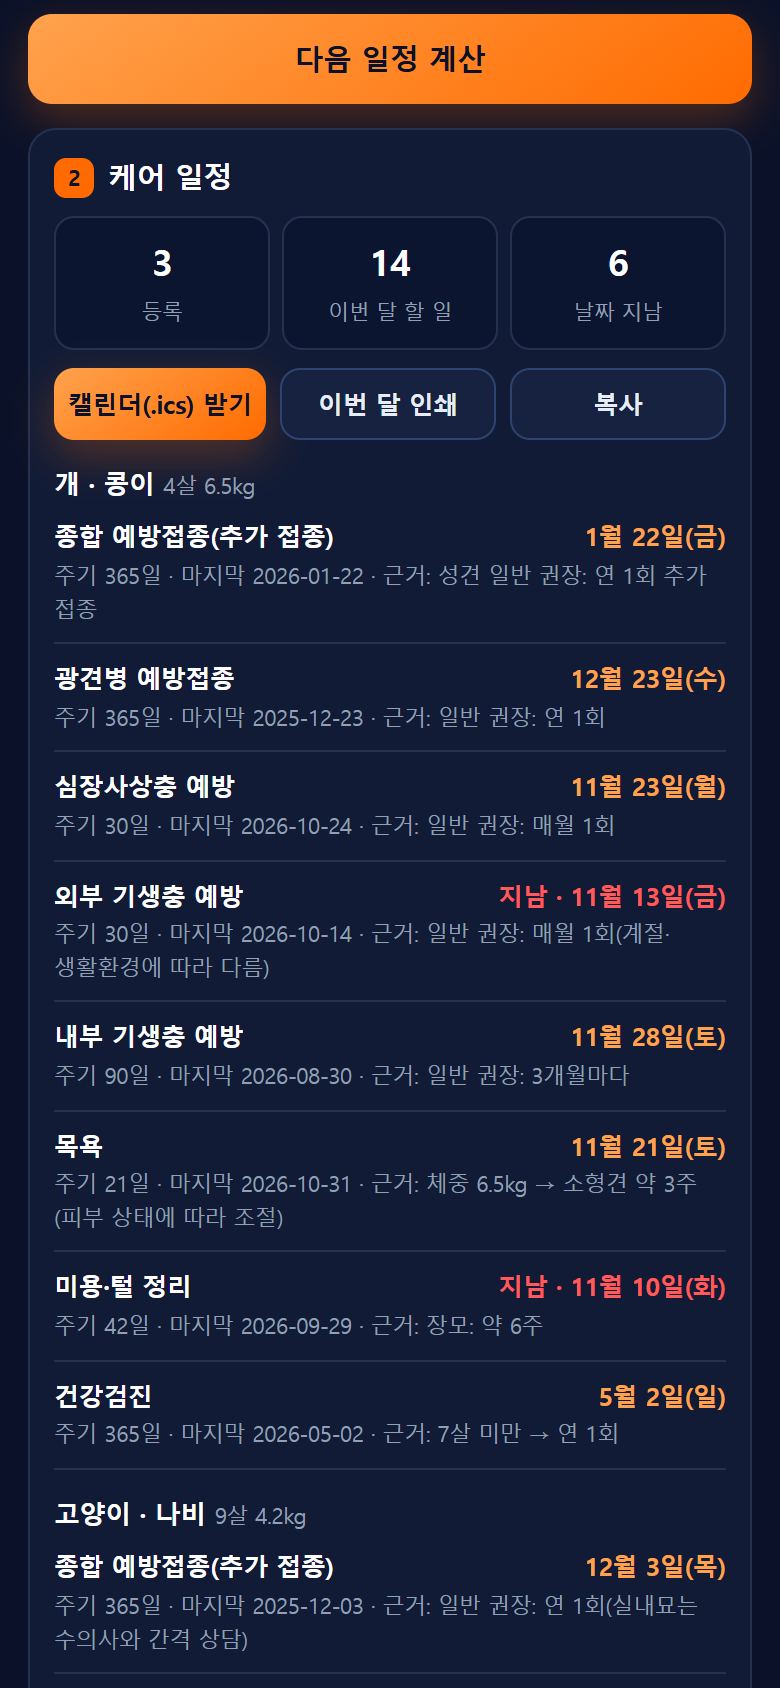 다음 일정 계산
2 케어 일정
3
등록
14
이번 달 할 일
6
날짜 지남
캘린더(.ics) 받기
이번 달 인쇄
복사
개 · 콩이 4살 6.5kg
종합 예방접종(추가 접종) 1월 22일(금)
주기 365일 · 마지막 2026-01-22 · 근거: 성견 일반 권장: 연 1회 추가
접종
광견병 예방접종 12월 23일(수)
주기 365일 · 마지막 2025-12-23 · 근거: 일반 권장: 연 1회
심장사상충 예방 11월 23일(월)
주기 30일 · 마지막 2026-10-24 · 근거: 일반 권장: 매월 1회
외부 기생충 예방 지남 · 11월 13일(금)
주기 30일 · 마지막 2026-10-14 · 근거: 일반 권장: 매월 1회(계절·
생활환경에 따라 다름)
내부 기생충 예방 11월 28일(토)
주기 90일 · 마지막 2026-08-30 · 근거: 일반 권장: 3개월마다
목욕 11월 21일(토)
주기 21일 · 마지막 2026-10-31 · 근거: 체중 6.5kg → 소형견 약 3주
(피부 상태에 따라 조절)
미용·털 정리 지남 · 11월 10일(화)
주기 42일 · 마지막 2026-09-29 · 근거: 장모: 약 6주
건강검진 5월 2일(일)
주기 365일 · 마지막 2026-05-02 · 근거: 7살 미만 → 연 1회
고양이 · 나비 9살 4.2kg
종합 예방접종(추가 접종) 12월 3일(목)
주기 365일 · 마지막 2025-12-03 · 근거: 일반 권장: 연 1회(실내묘는
수의사와 간격 상담)